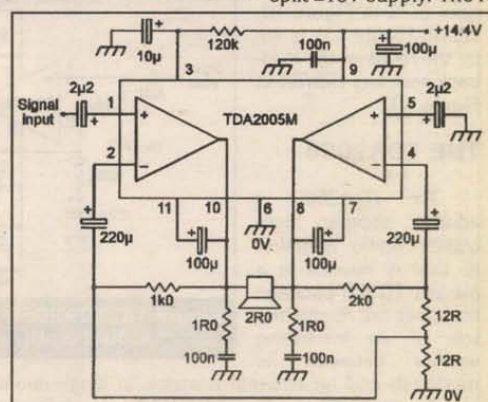 split ±18V supply.
+14.4V
120k
100n
10µ
100µ
3
9
2µ2
2µ2
Signal
Input
1
+
TDA2005M
+
5
2
−
−
4
11
10
6
8
7
0V
220µ
220µ
100µ
100µ
1k0
2k0
2R0
1R0
1R0
12R
12R
100n
100n
0V